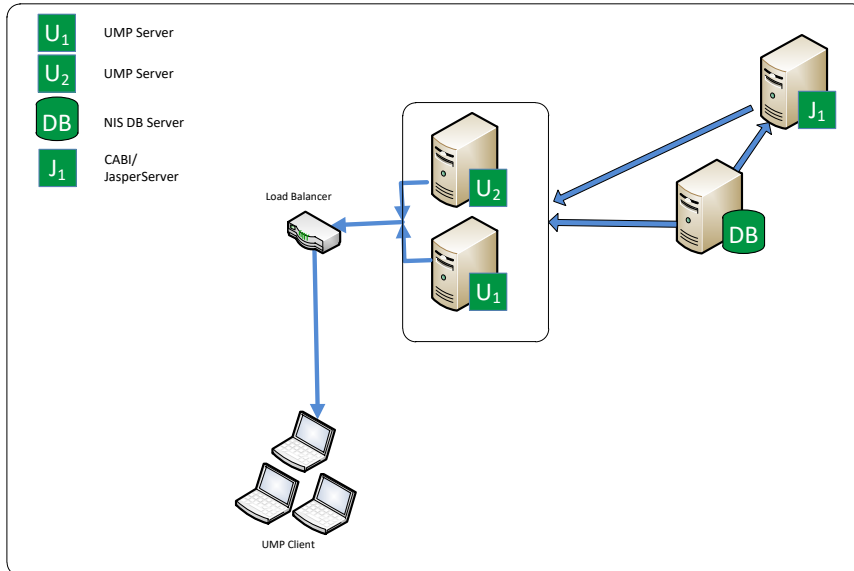 U1 UMP Server
U2 UMP Server
DB NIS DB Server
J1 CABI/
JasperServer
J1
U2
Load Balancer
DB
U1
UMP Client